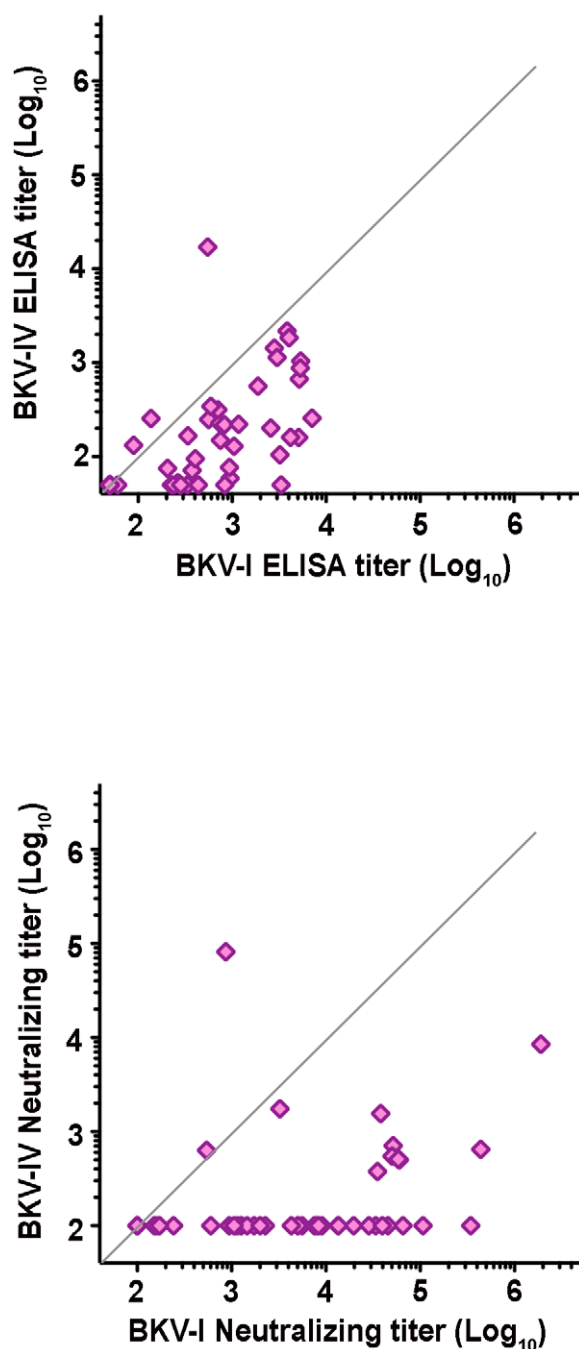 BKV-IV ELISA titer (Log10)
6
5
4
3
2
2 3 4 5 6
BKV-I ELISA titer (Log10)
BKV-IV Neutralizing titer (Log10)
6
5
4
3
2
2 3 4 5 6
BKV-I Neutralizing titer (Log10)